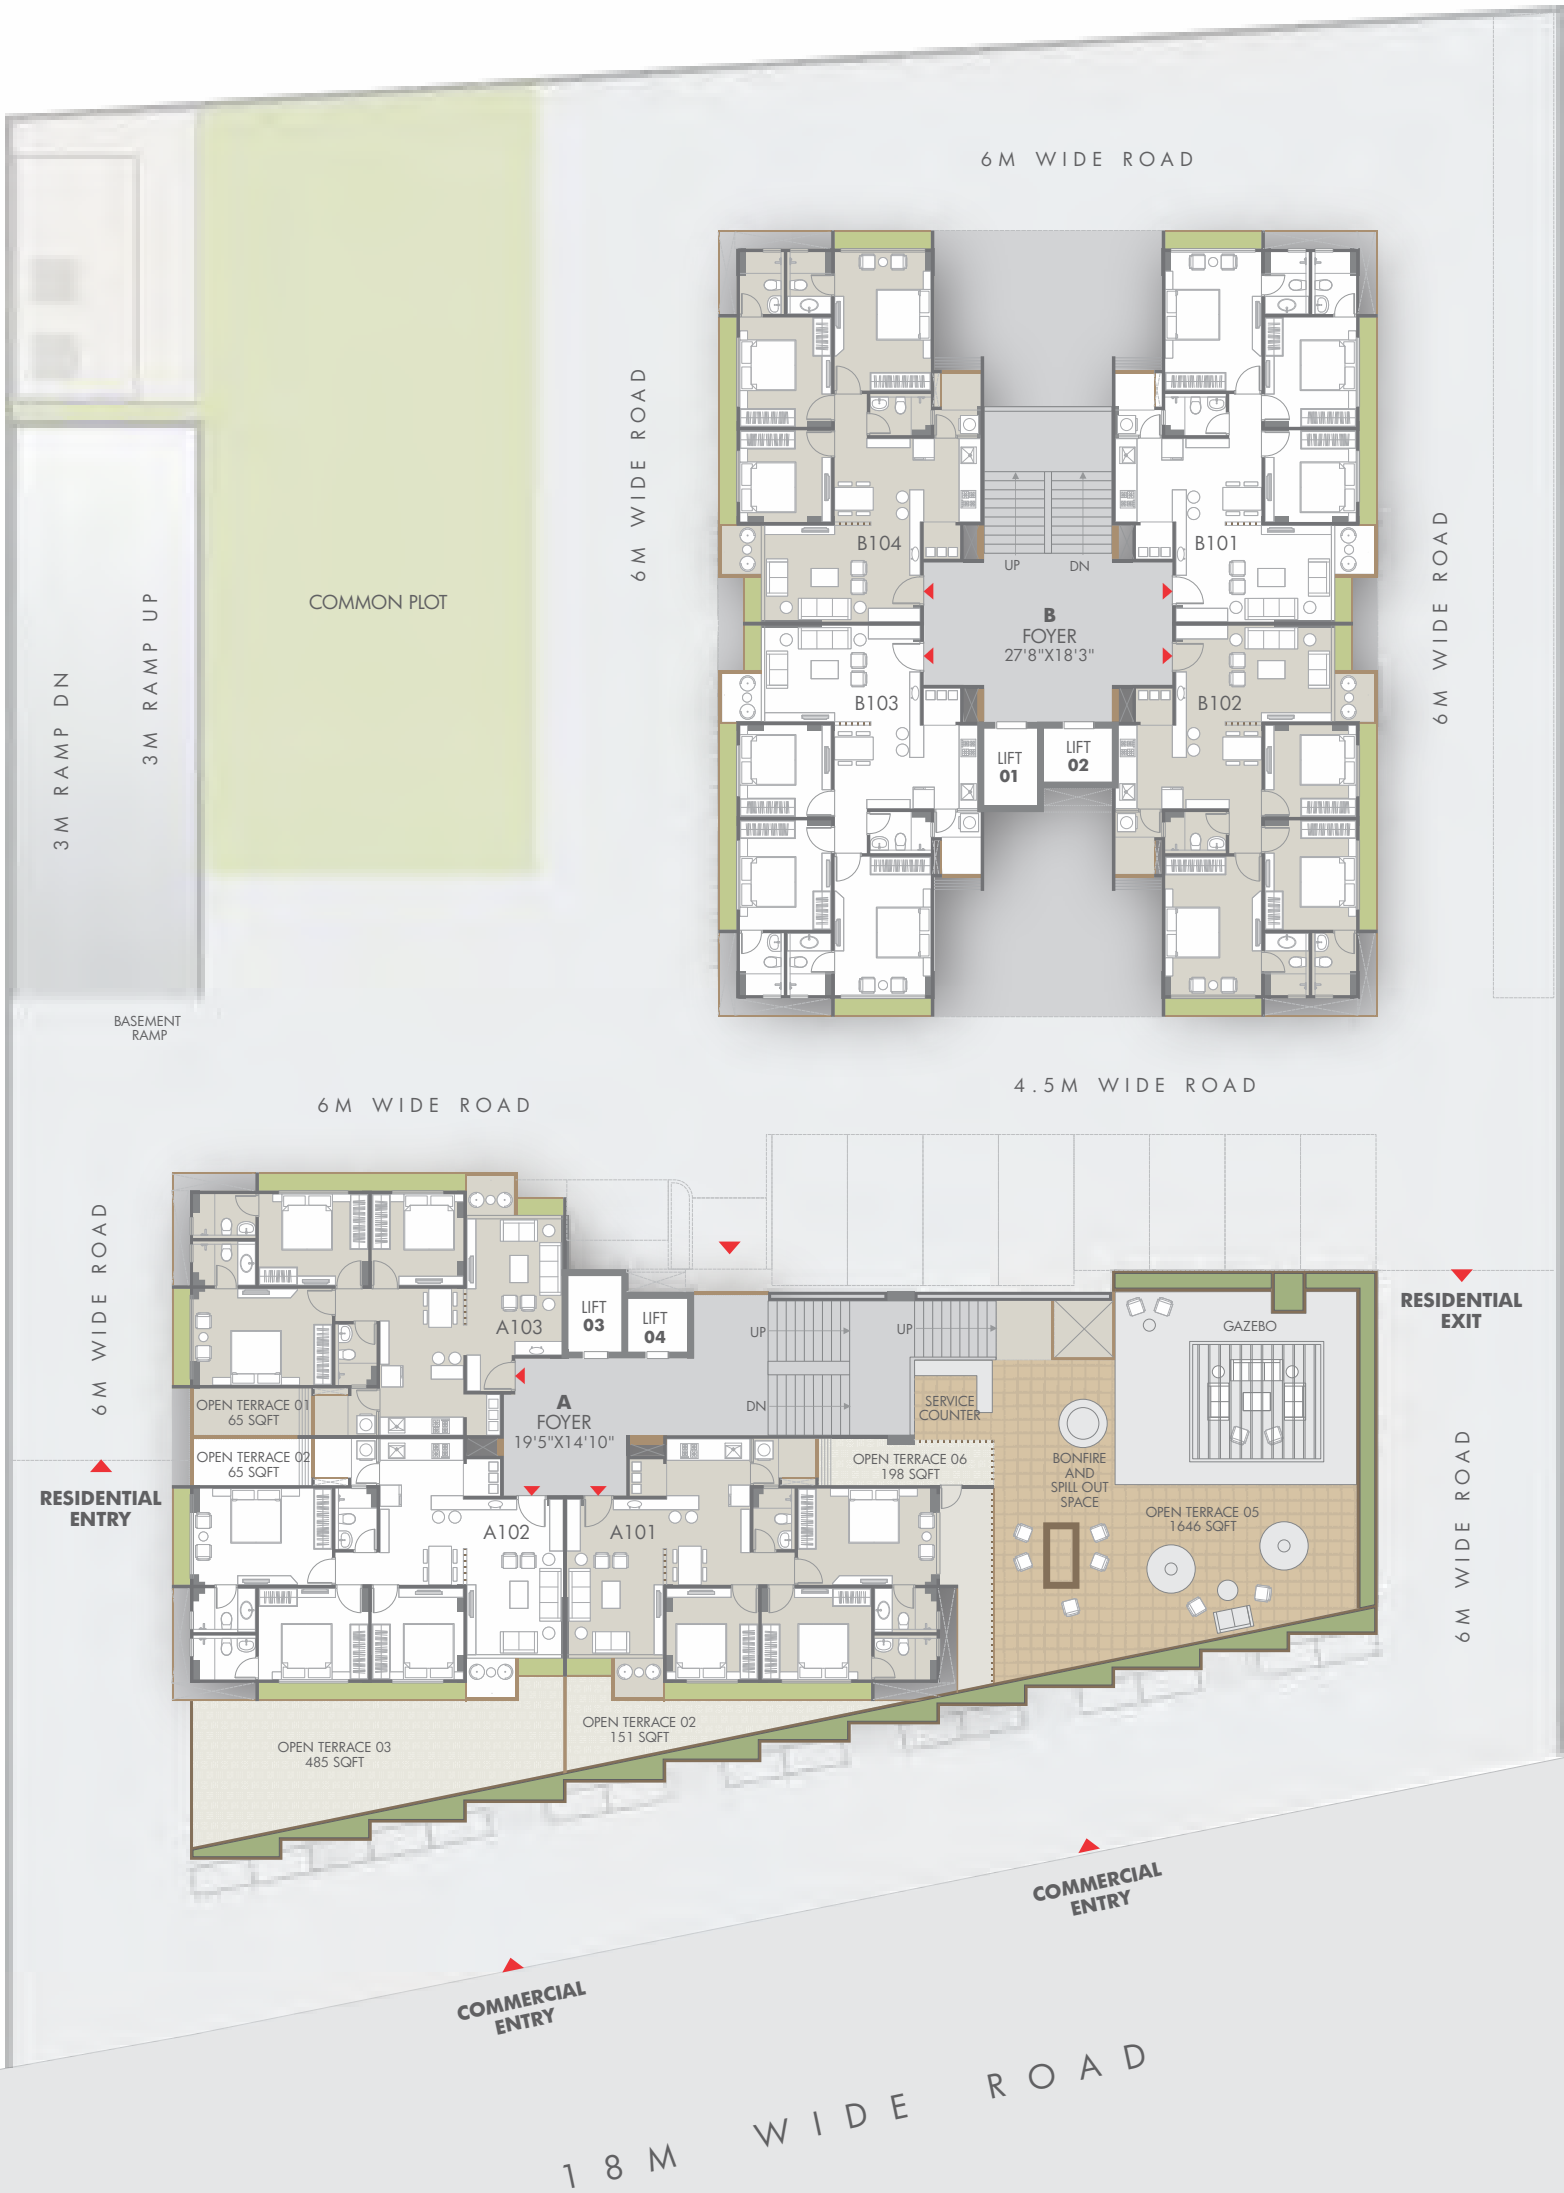 6M WIDE ROAD
6M WIDE ROAD
B104
B101
UP
DN
6M WIDE ROAD
COMMON PLOT
3M RAMP UP
3M RAMP DN
B
FOYER
27'8"X18'3"
B103
B102
LIFT
01
LIFT
02
BASEMENT
RAMP
4.5M WIDE ROAD
6M WIDE ROAD
6M WIDE ROAD
A103
LIFT
03
LIFT
04
UP
UP
GAZEBO
RESIDENTIAL
EXIT
OPEN TERRACE 01
65 SQFT
A
FOYER
19'5"X14'10"
DN
SERVICE
COUNTER
OPEN TERRACE 02
65 SQFT
OPEN TERRACE 06
198 SQFT
BONFIRE
AND
SPILL OUT
SPACE
RESIDENTIAL
ENTRY
A102
A101
OPEN TERRACE 05
1646 SQFT
6M WIDE ROAD
OPEN TERRACE 03
485 SQFT
OPEN TERRACE 02
151 SQFT
COMMERCIAL
ENTRY
COMMERCIAL
ENTRY
18M WIDE ROAD